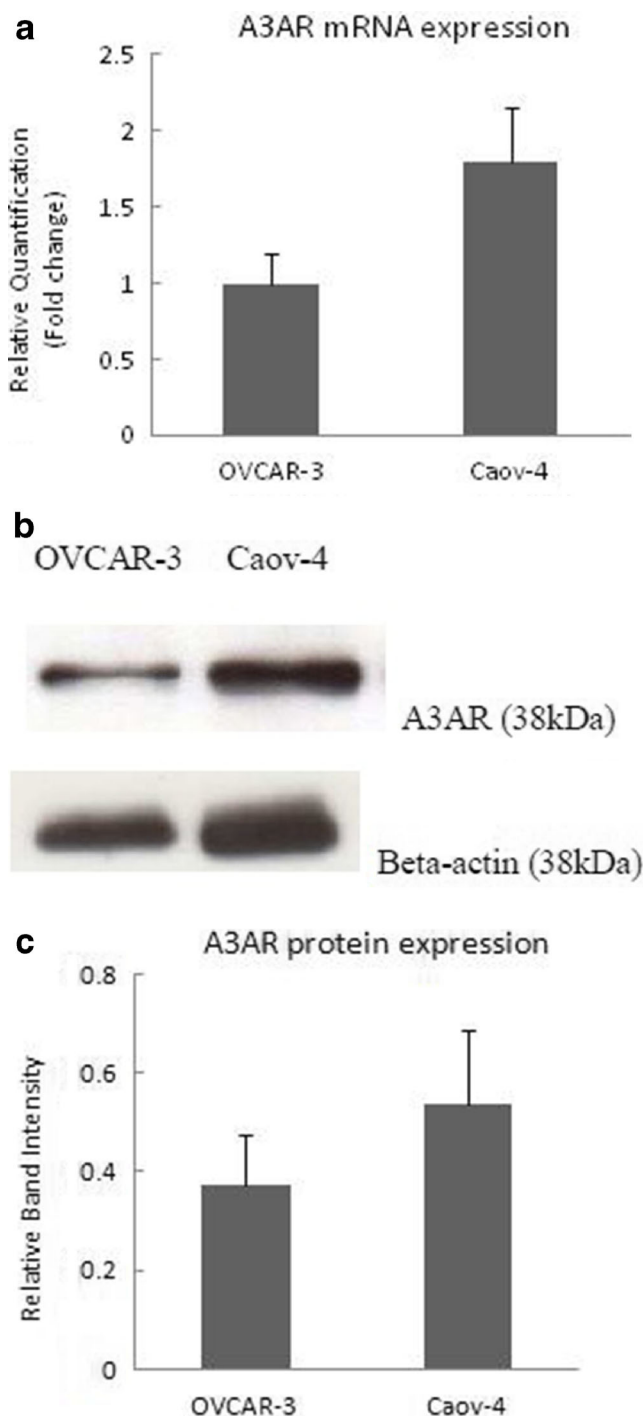 a
A3AR mRNA expression
Relative Quantification
(Fold change)
2.5
2
1.5
1
0.5
0
OVCAR-3 Caov-4
b
OVCAR-3 Caov-4
A3AR (38kDa)
Beta-actin (38kDa)
c
A3AR protein expression
Relative Band Intensity
0.8
0.6
0.4
0.2
0
OVCAR-3 Caov-4